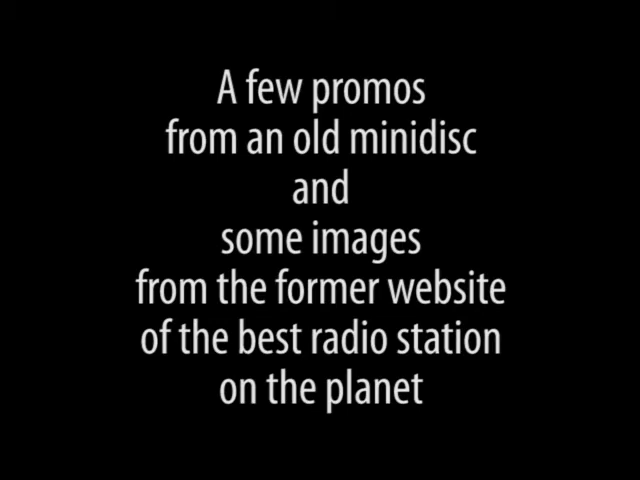 A few promos
from an old minidisc
and
some images
from the former website
of the best radio station
on the planet